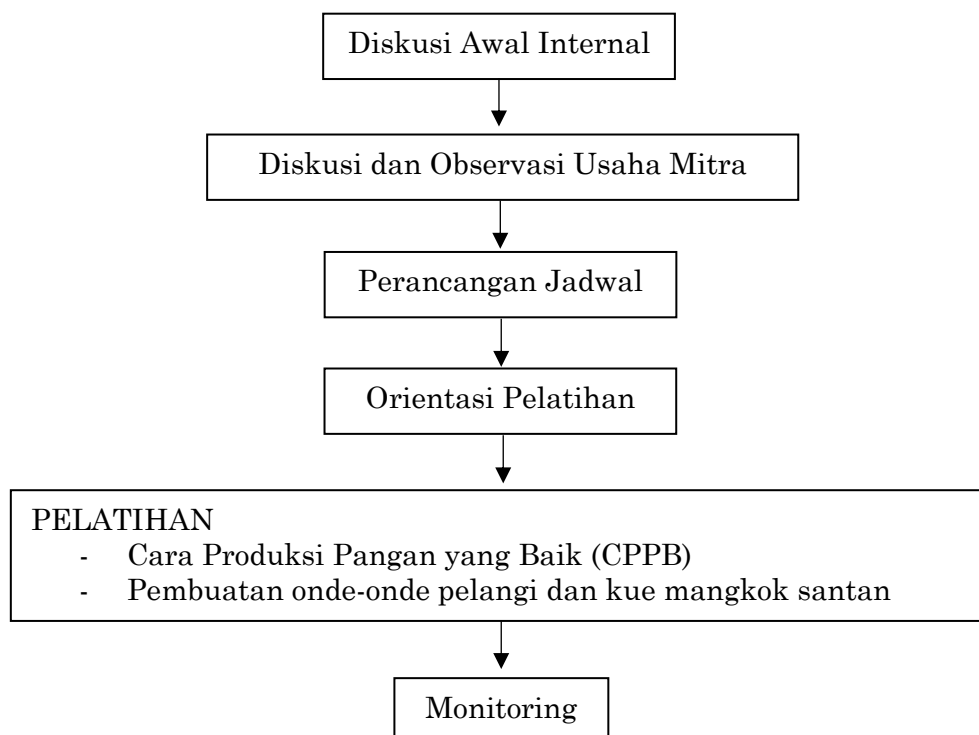 Diskusi Awal Internal
Diskusi dan Observasi Usaha Mitra
Perancangan Jadwal
Orientasi Pelatihan
PELATIHAN
- Cara Produksi Pangan yang Baik (CPPB)
- Pembuatan onde-onde pelangi dan kue mangkok santan
Monitoring